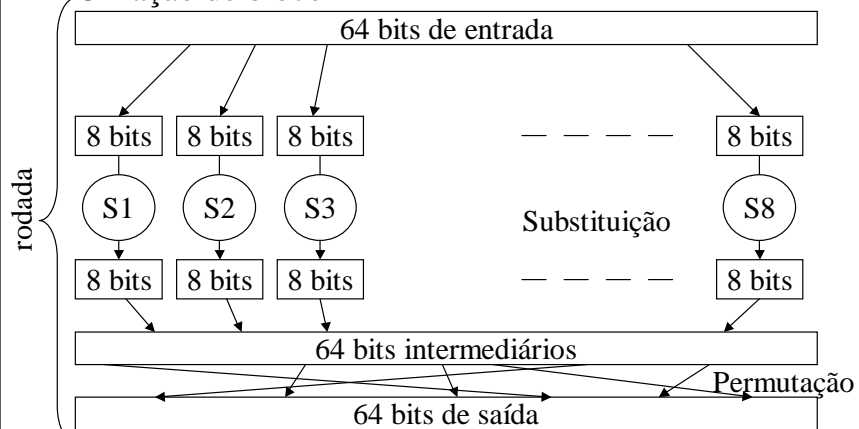 64 bits de entrada
8 bits 8 bits 8 bits 8 bits
rodada
S1 S2 S3 S8
Substituição
8 bits 8 bits 8 bits 8 bits
64 bits intermediários
Permutação
64 bits de saída